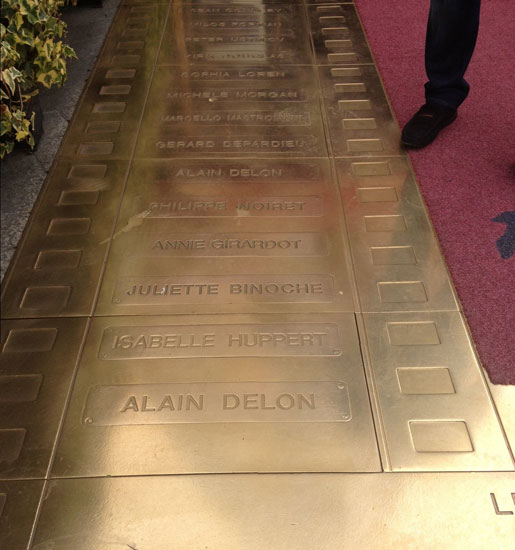 SOPHIA LOREN
MICHELE MORGAN
MARCELLO MASTROIANNI
GERARD DEPARDIEU
ALAIN DELON
PHILIPPE NOIRET
ANNIE GIRARDOT
JULIETTE BINOCHE
ISABELLE HUPPERT
ALAIN DELON